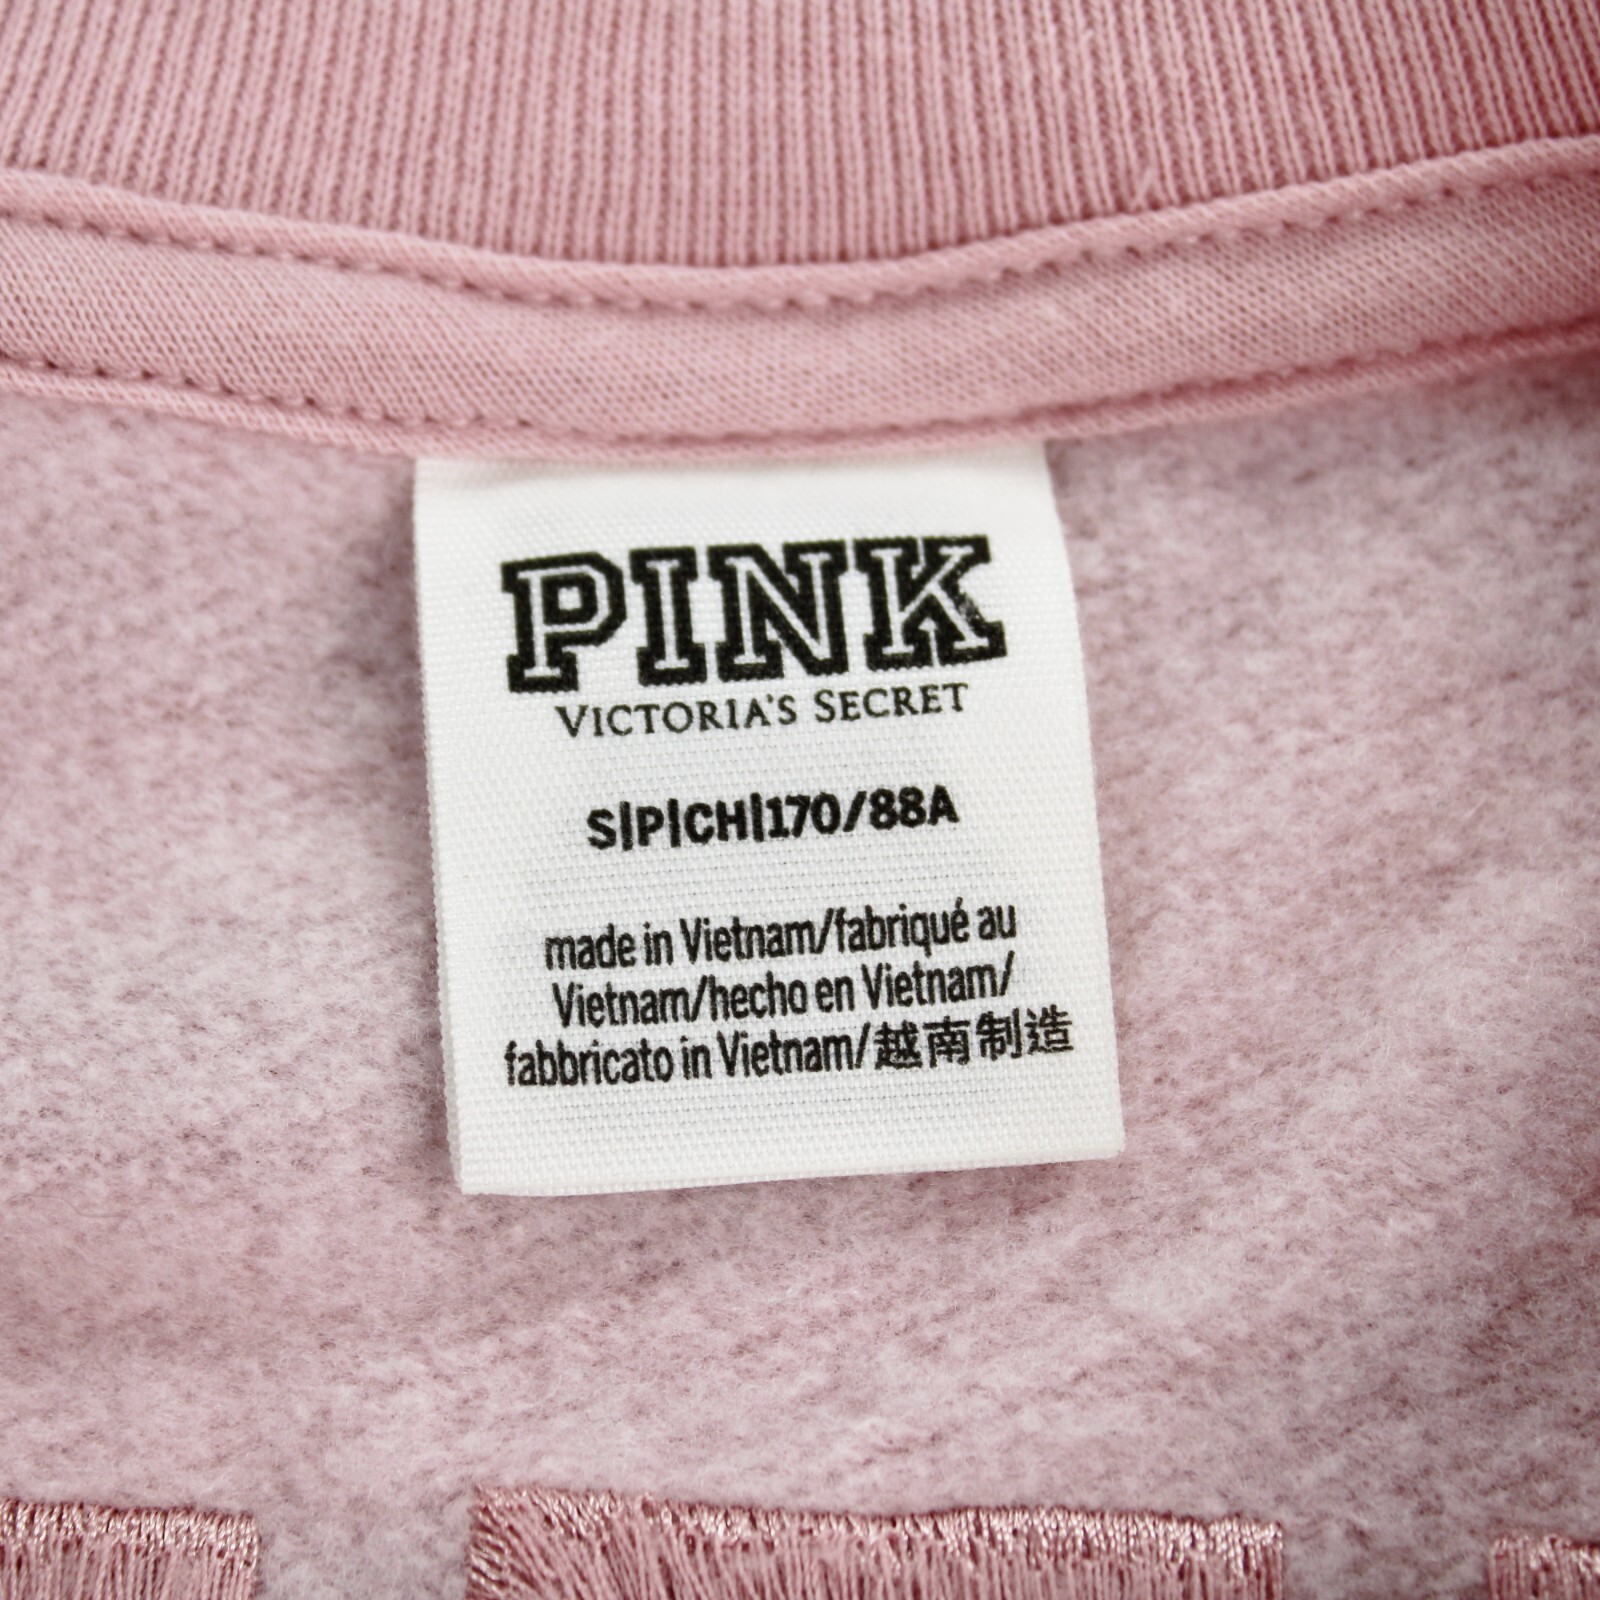 PINK
VICTORIA'S SECRET
S|P|CH|170/88A
made in Vietnam/fabriqué au
Vietnam/hecho en Vietnam/
fabbricato in Vietnam/越南制造